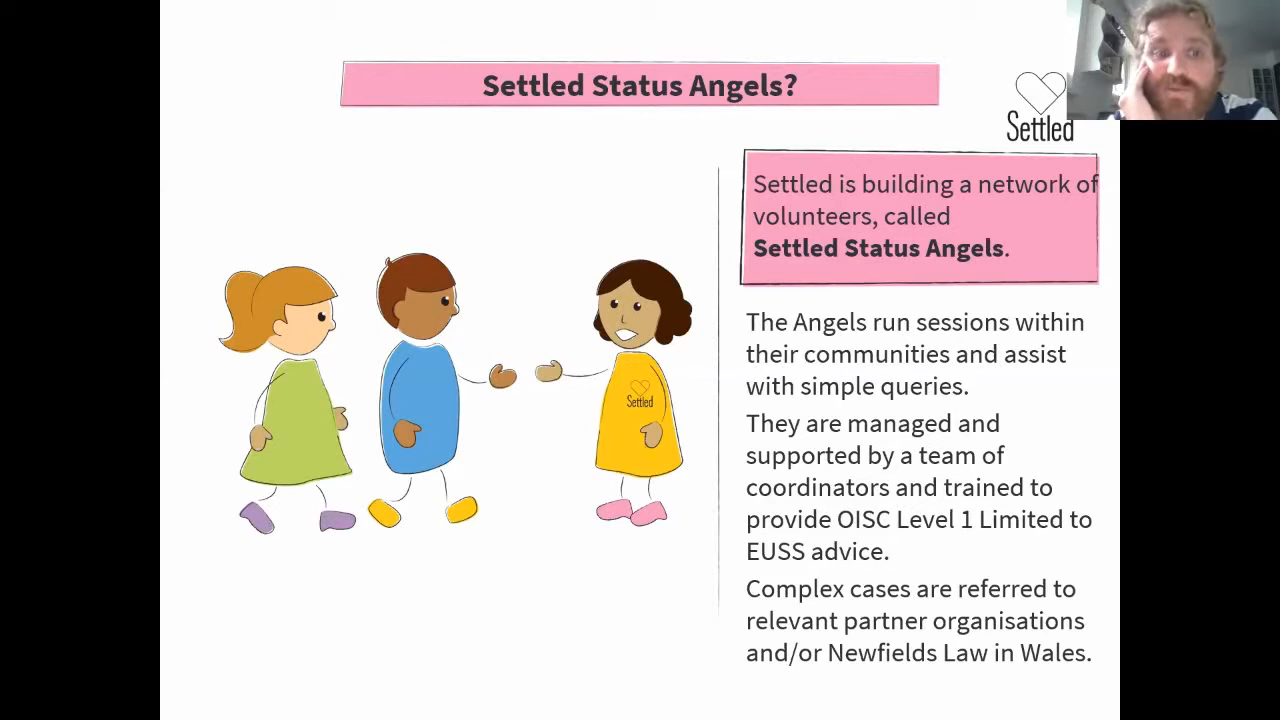 Settled Status Angels?
Settled
Settled is building a network of
volunteers, called
Settled Status Angels.
Settled
The Angels run sessions within
their communities and assist
with simple queries.
They are managed and
supported by a team of
coordinators and trained to
provide OISC Level 1 Limited to
EUSS advice.
Complex cases are referred to
relevant partner organisations
and/or Newfields Law in Wales.